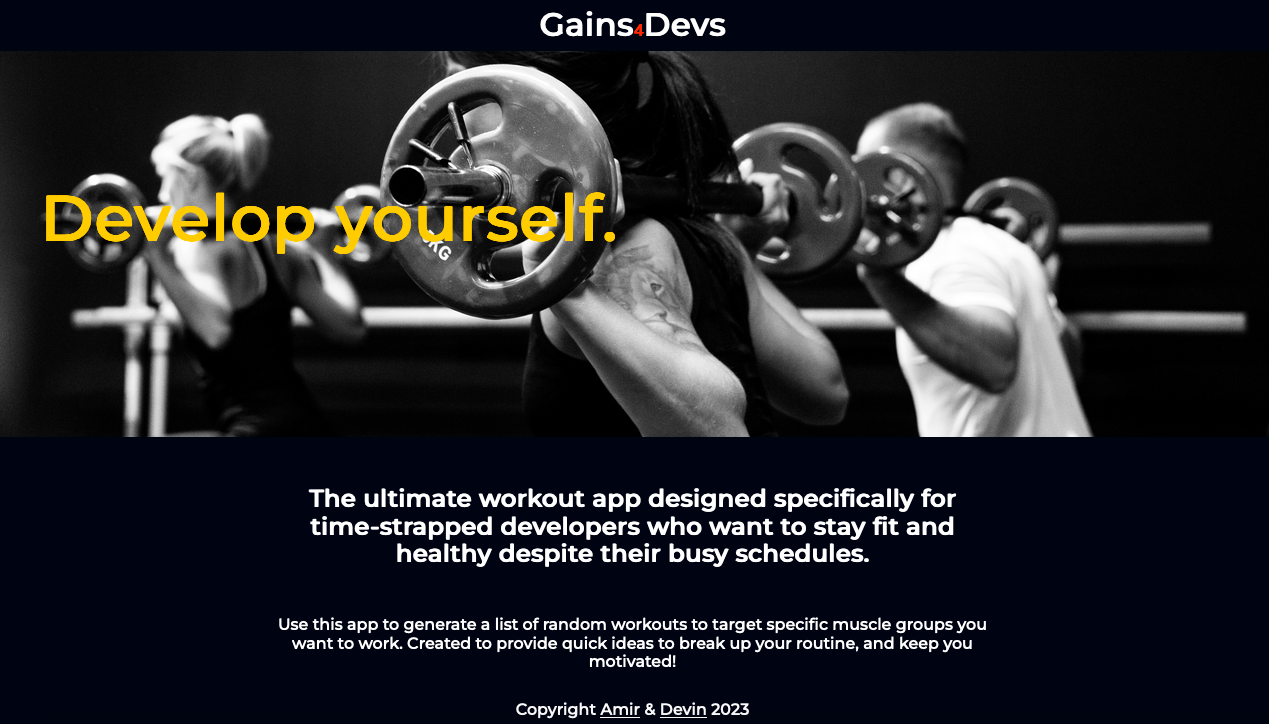 Gains4Devs
Develop yourself.
KG
The ultimate workout app designed specifically for
time-strapped developers who want to stay fit and
healthy despite their busy schedules.
Use this app to generate a list of random workouts to target specific muscle groups you
want to work. Created to provide quick ideas to break up your routine, and keep you
motivated!
Copyright Amir & Devin 2023